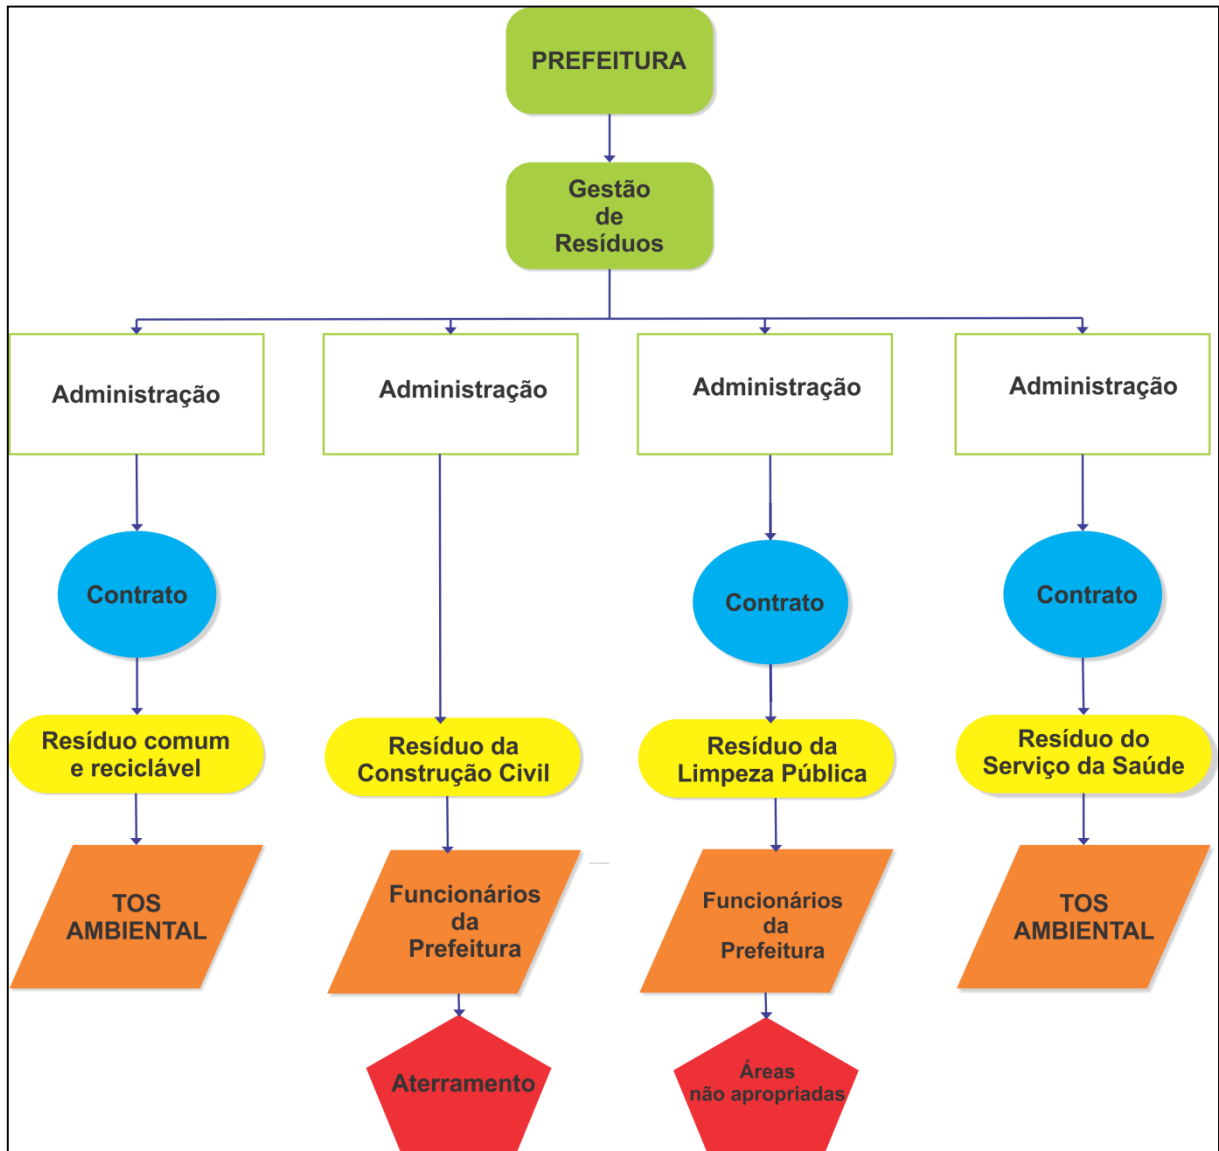 PREFEITURA
Gestão
de
Resíduos
Administração
Administração
Administração
Administração
Contrato
Contrato
Contrato
Resíduo comum
e reciclável
Resíduo da
Construção Civil
Resíduo da
Limpeza Pública
Resíduo do
Serviço da Saúde
TOS
AMBIENTAL
Funcionários
da
Prefeitura
Funcionários
da
Prefeitura
TOS
AMBIENTAL
Aterramento
Áreas
não apropriadas